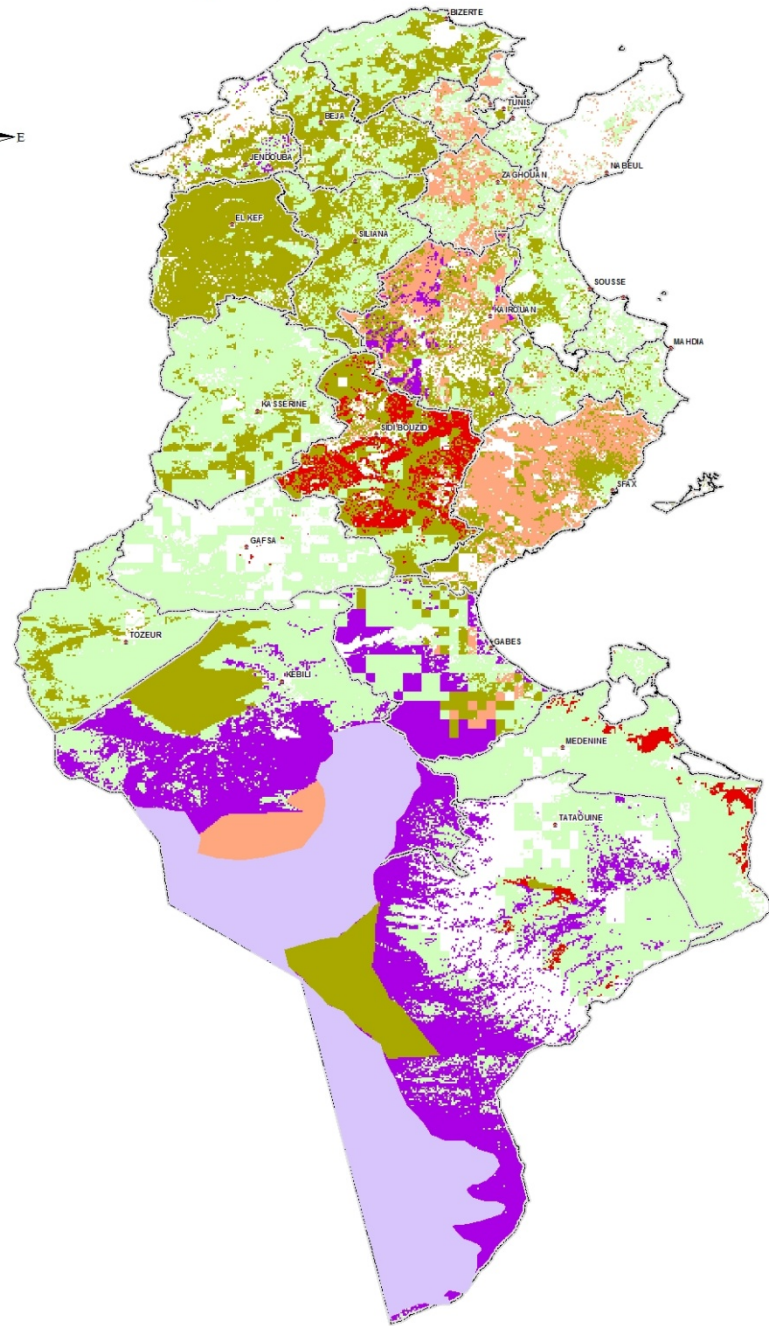 BIZERTE
TUNIS
BEJA
E
JENDOUBA
NABEUL
ZAGHOUAN
EL KEF
SILIANA
SOUSSE
KAIROUAN
MAHDIA
KASSERINE
SIDI BOUZID
SFAX
GAFSA
TOZEUR
GABES
KEBILI
MEDENINE
TATAOUINE